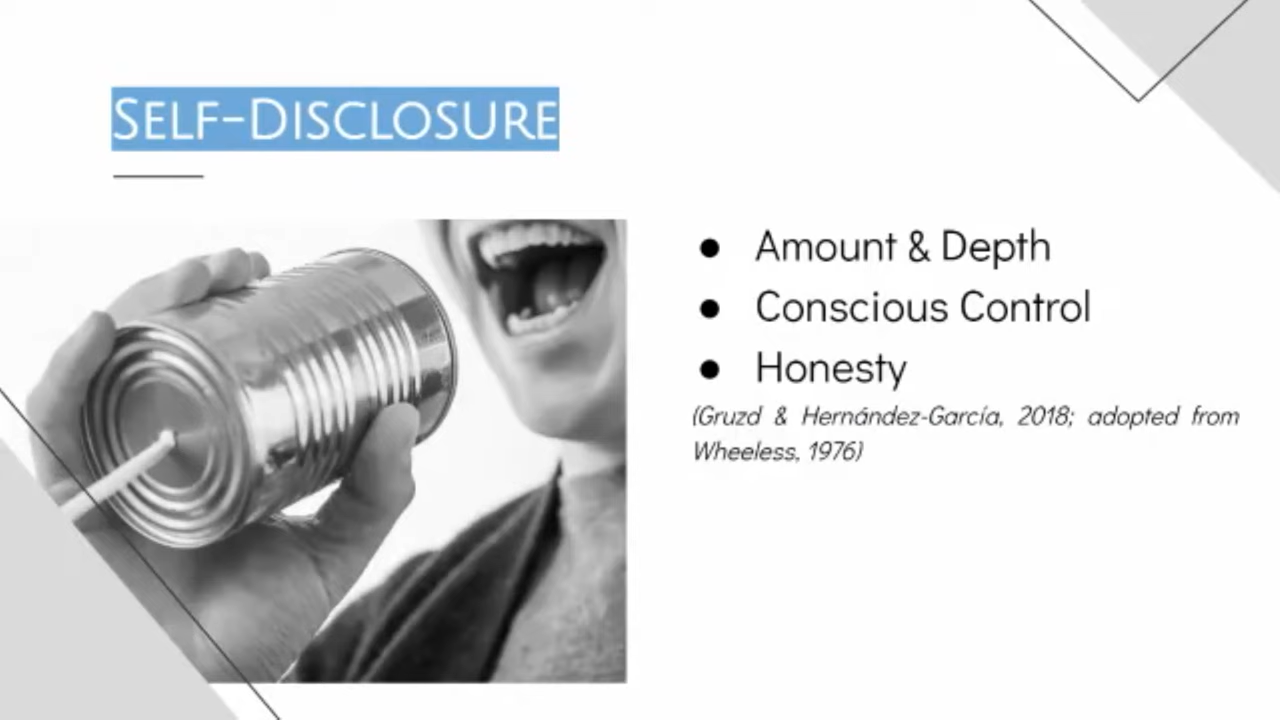 SELF-DISCLOSURE
● Amount & Depth
● Conscious Control
● Honesty
(Gruzd & Hernández-García, 2018; adopted from
Wheeless, 1976)